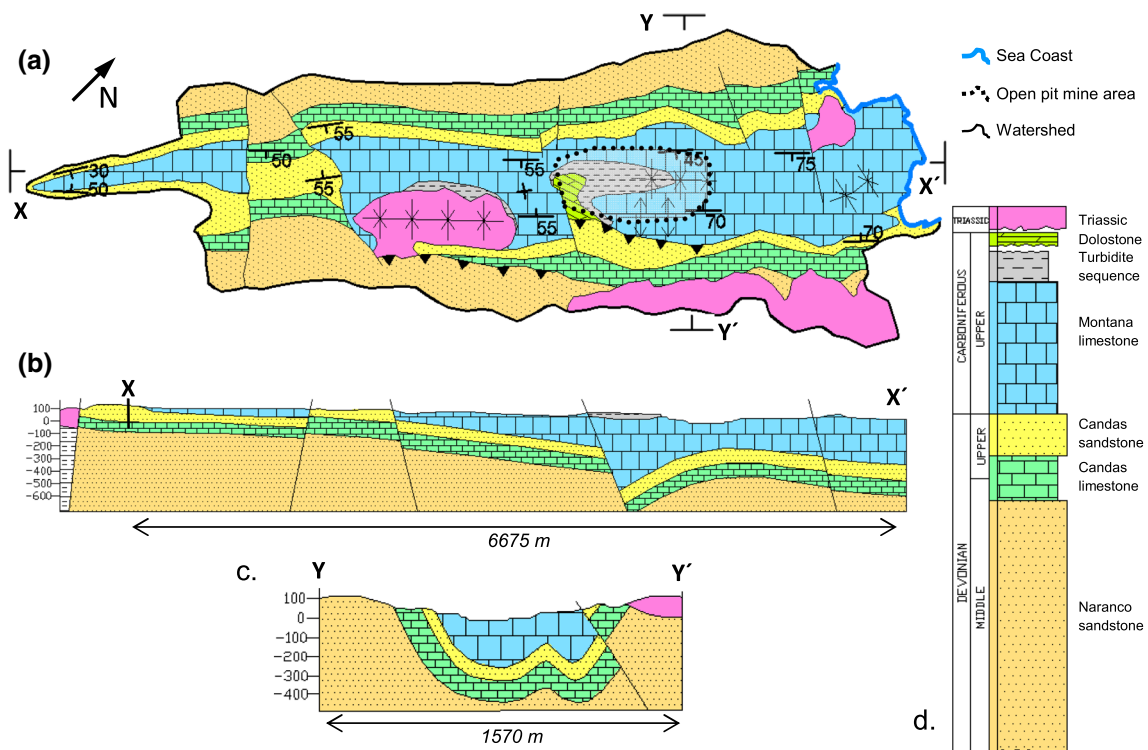 (a)
N
Y
Sea Coast
Open pit mine area
Watershed
30
50
X
50
55
55
55
55
45
70
75
70
X´
Y´
(b)
X
X´
100
0
-100
-200
-300
-400
-500
-600
6675 m
c.
Y
Y´
100
0
-100
-200
-300
-400
1570 m
d.
TRIASSIC
CARBONIFEROUS
UPPER
DEVONIAN
UPPER
MIDDLE
Triassic
Dolostone
Turbidite
sequence
Montana
limestone
Candas
sandstone
Candas
limestone
Naranco
sandstone